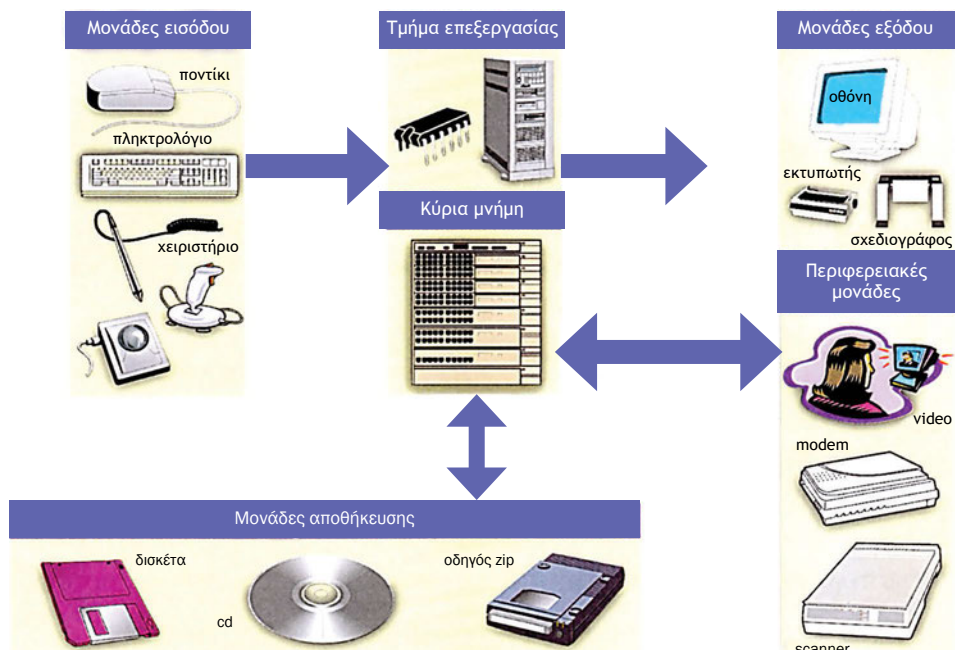 Μονάδες εισόδου
ποντίκι
πληκτρολόγιο
χειριστήριο
Τμήμα επεξεργασίας
Κύρια μνήμη
Μονάδες εξόδου
οθόνη
εκτυπωτής
σχεδιογράφος
Περιφερειακές
μονάδες
video
modem
scanner
Μονάδες αποθήκευσης
δισκέτα
cd
οδηγός zip